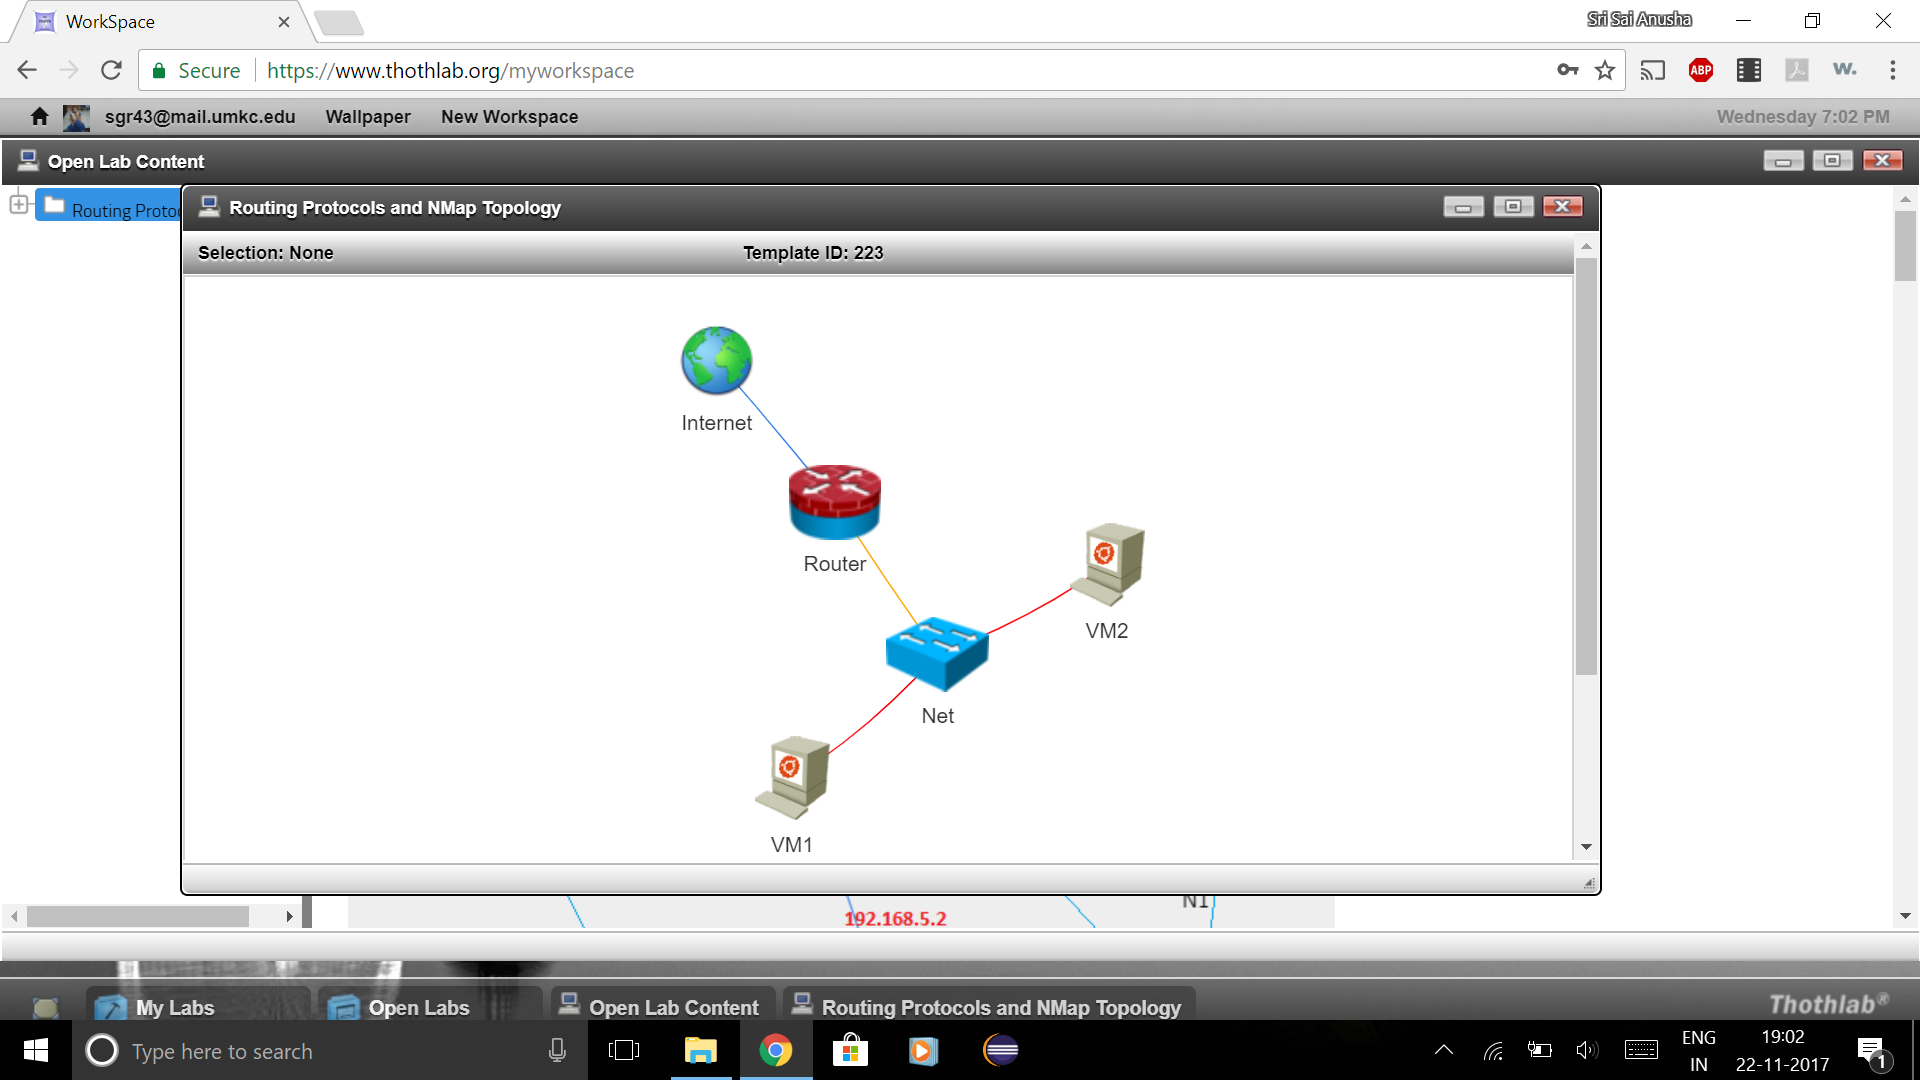 WorkSpace
Sri Sai Anusha
Secure
https://www.thothlab.org/myworkspace
ABP
W.
sgr43@mail.umkc.edu
Wallpaper
New Workspace
Wednesday 7:02 PM
Open Lab Content
Routing Proto
Routing Protocols and NMap Topology
Selection: None
Template ID: 223
Internet
Router
VM2
Net
VM1
N1
192.168.5.2
My Labs
Open Labs
Open Lab Content
Routing Protocols and NMap Topology
Thothlab®
Type here to search
ENG
IN
19:02
22-11-2017
1